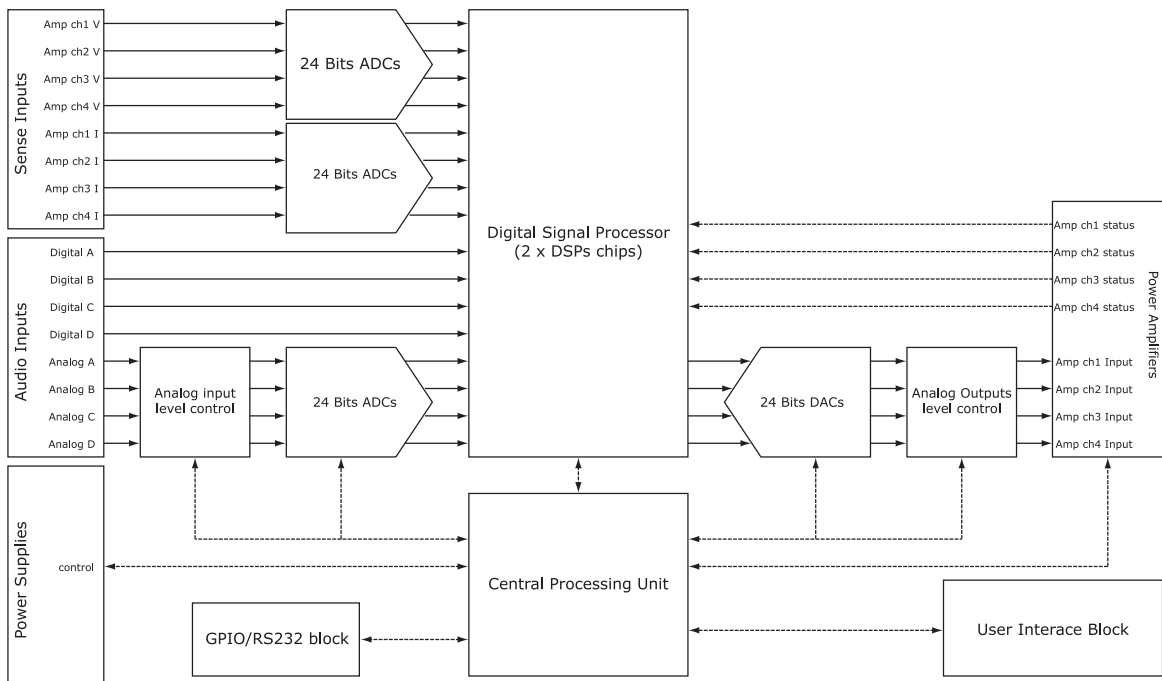 Sense Inputs
Amp ch1 V
Amp ch2 V
Amp ch3 V
Amp ch4 V
Amp ch1 I
Amp ch2 I
Amp ch3 I
Amp ch4 I
24 Bits ADCs
24 Bits ADCs
Audio Inputs
Digital A
Digital B
Digital C
Digital D
Analog A
Analog B
Analog C
Analog D
Analog input
level control
24 Bits ADCs
Digital Signal Processor
(2 x DSPs chips)
24 Bits DACs
Analog Outputs
level control
Amp ch1 status
Amp ch2 status
Amp ch3 status
Amp ch4 status
Amp ch1 Input
Amp ch2 Input
Amp ch3 Input
Amp ch4 Input
Power Amplifiers
Power Supplies
control
GPIO/RS232 block
Central Processing Unit
User Interace Block